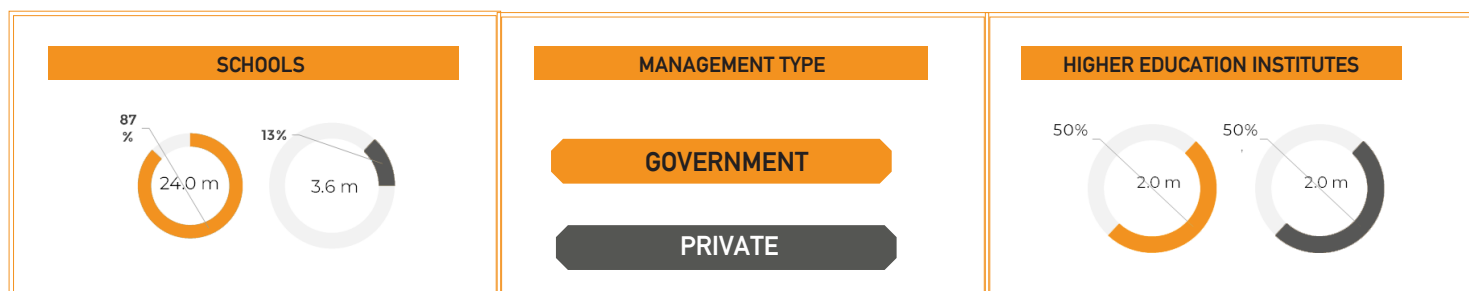 SCHOOLS
87
%
24.0 m
13%
3.6 m
MANAGEMENT TYPE
GOVERNMENT
PRIVATE
HIGHER EDUCATION INSTITUTES
50%
2.0 m
50%
2.0 m